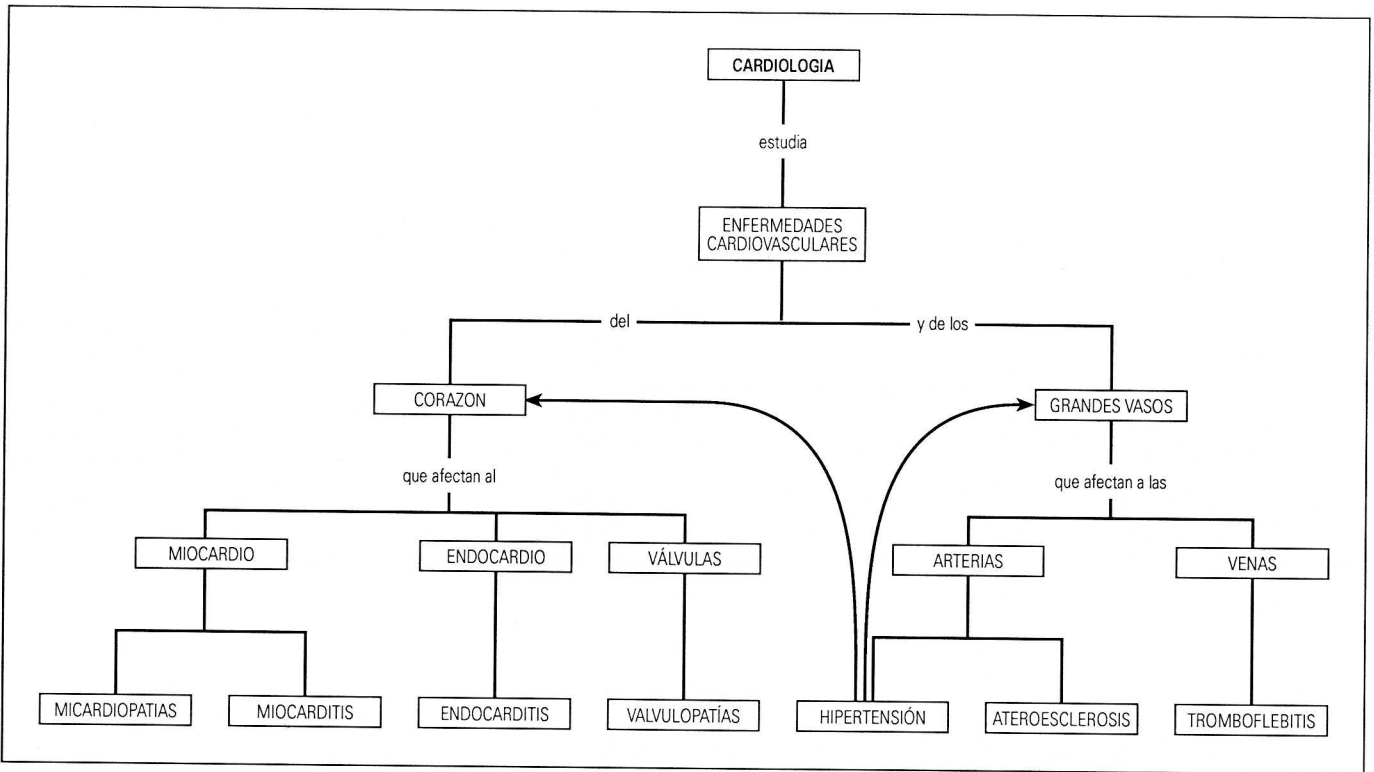 CARDIOLOGIA
estudia
ENFERMEDADES
CARDIOVASCULARES
del
y de los
CORAZON
GRANDES VASOS
que afectan al
que afectan a las
MIOCARDIO
ENDOCARDIO
VÁLVULAS
ARTERIAS
VENAS
MICARDIOPATIAS
MIOCARDITIS
ENDOCARDITIS
VALVULOPATÍAS
HIPERTENSIÓN
ATEROESCLEROSIS
TROMBOFLEBITIS